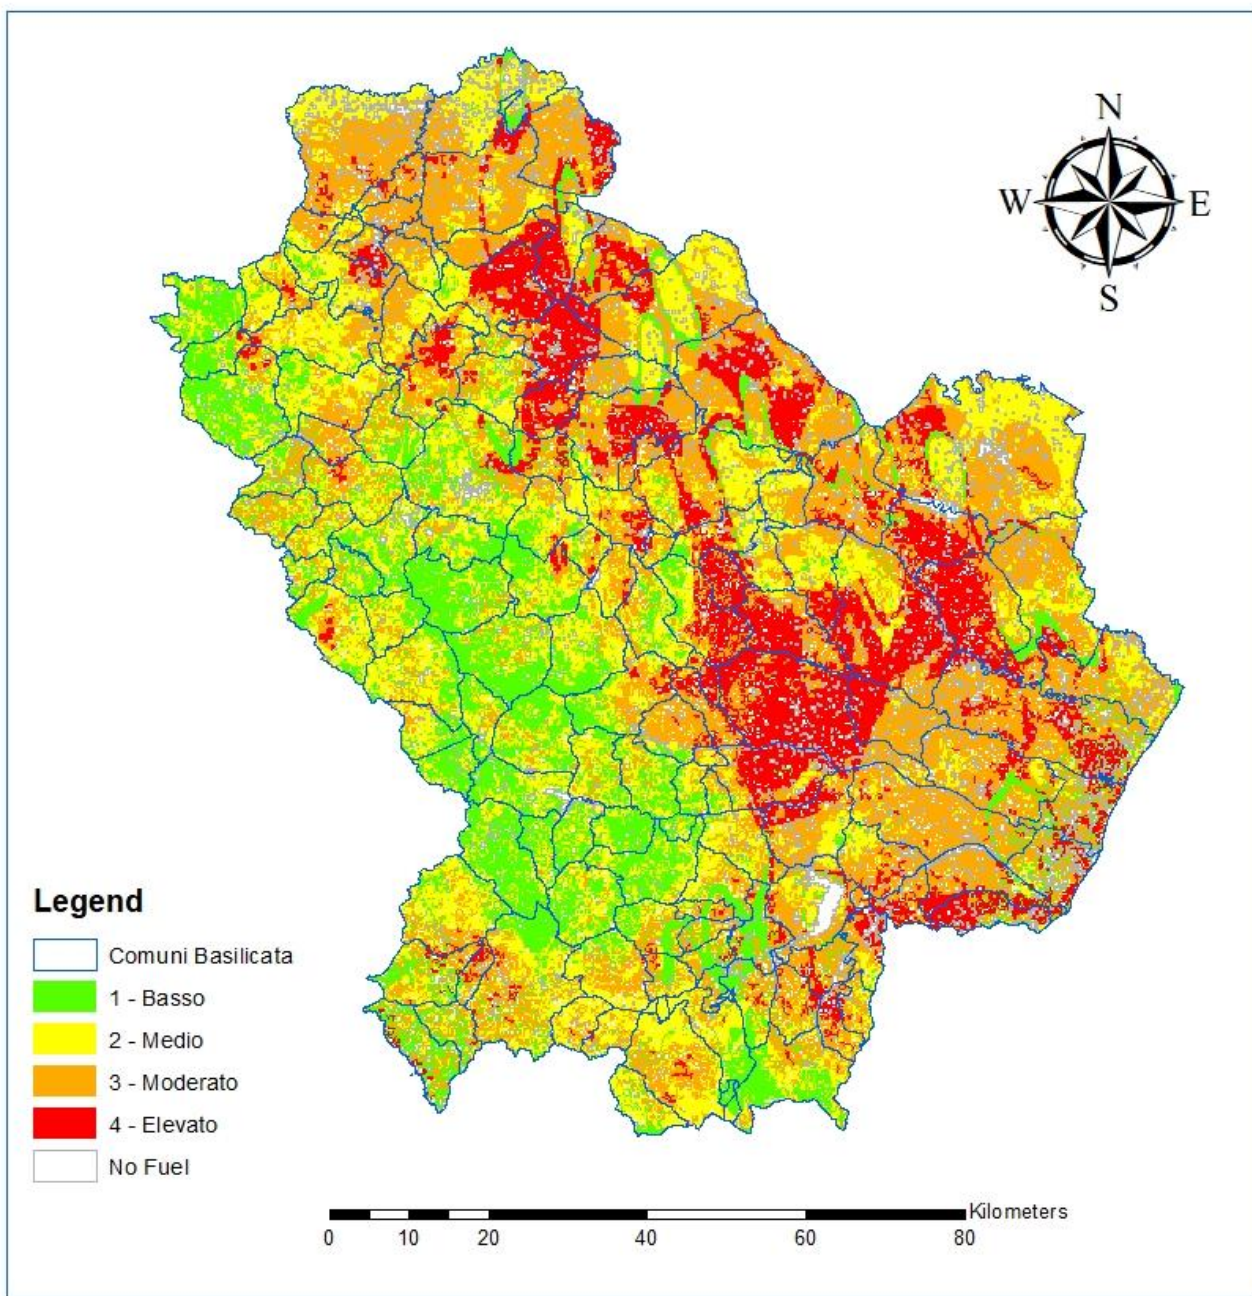 N
W
E
S
Legend
Comuni Basilicata
1 - Basso
2 - Medio
3 - Moderato
4 - Elevato
No Fuel
Kilometers
0 10 20 40 60 80